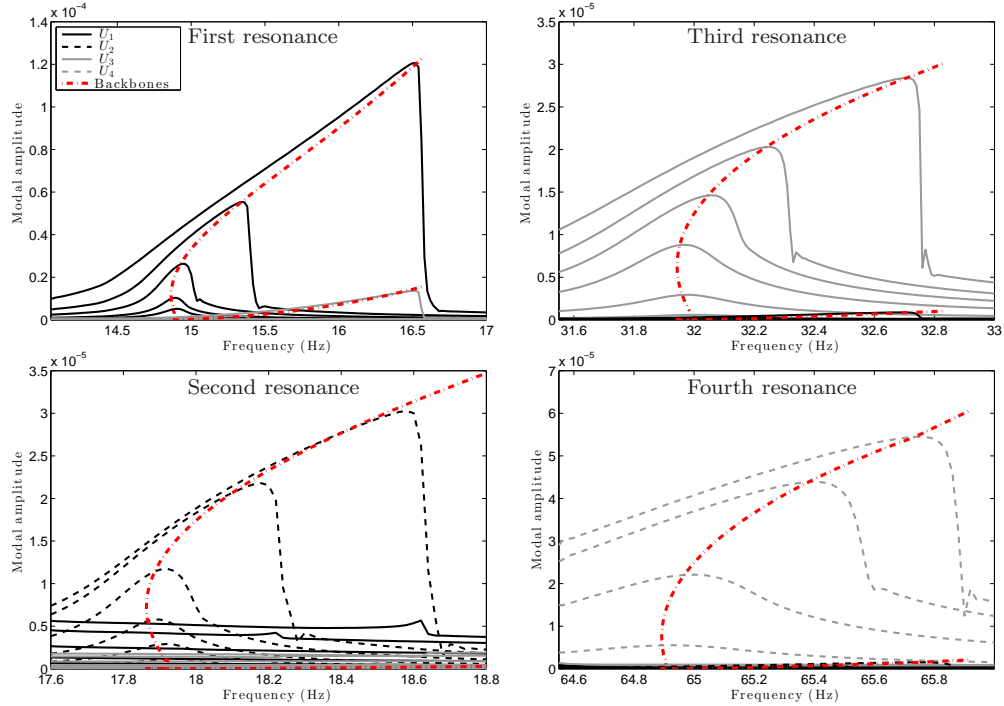 x 10⁻⁴
First resonance
U₁
U₂
U₃
U₄
Backbones
Modal amplitude
1.4
1.2
1
0.8
0.6
0.4
0.2
0
14.5 15 15.5 16 16.5 17
Frequency (Hz)
x 10⁻⁵
Third resonance
Modal amplitude
3.5
3
2.5
2
1.5
1
0.5
0
31.6 31.8 32 32.2 32.4 32.6 32.8 33
Frequency (Hz)
x 10⁻⁵
Second resonance
Modal amplitude
3.5
3
2.5
2
1.5
1
0.5
0
17.6 17.8 18 18.2 18.4 18.6 18.8
Frequency (Hz)
x 10⁻⁵
Fourth resonance
Modal amplitude
7
6
5
4
3
2
1
0
64.6 64.8 65 65.2 65.4 65.6 65.8
Frequency (Hz)